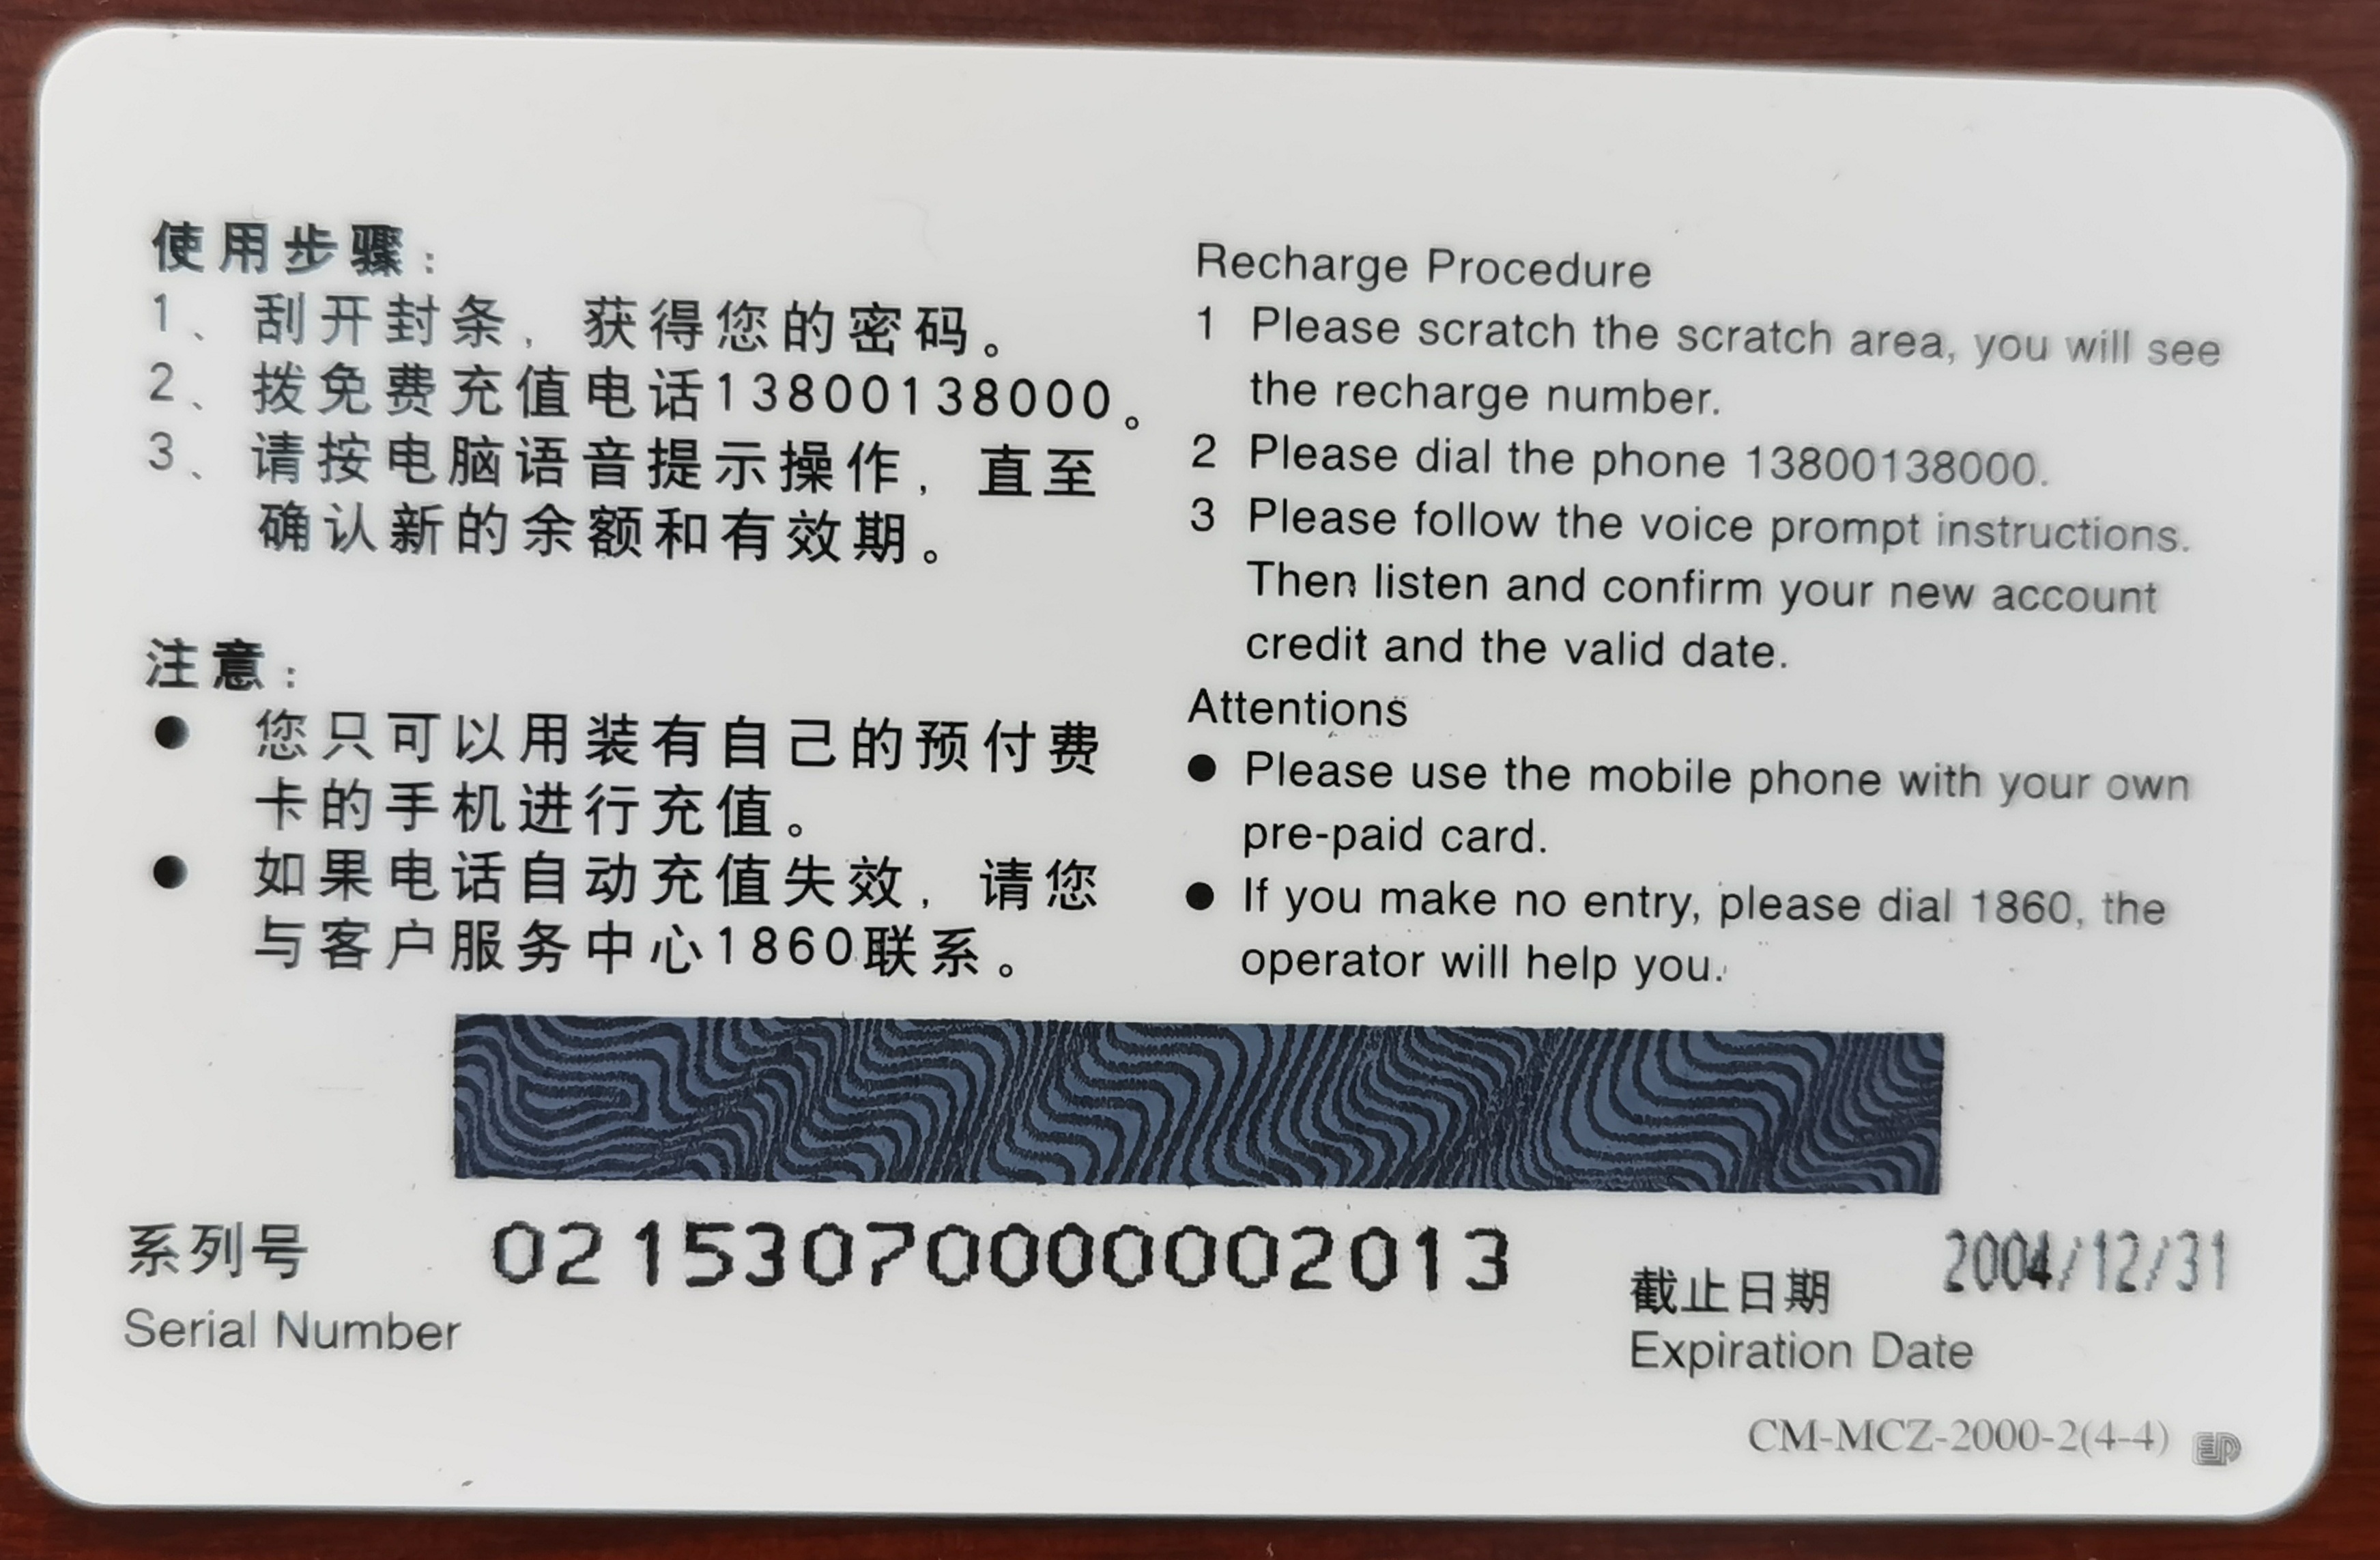 使用步骤：
1、刮开封条，获得您的密码。
2、拨免费充值电话13800138000。
3、请按电脑语音提示操作，直至
确认新的余额和有效期。
注意：
● 您只可以用装有自己的预付费
卡的手机进行充值。
● 如果电话自动充值失效，请您
与客户服务中心1860联系。
Recharge Procedure
1 Please scratch the scratch area, you will see
the recharge number.
2 Please dial the phone 13800138000.
3 Please follow the voice prompt instructions.
Then listen and confirm your new account
credit and the valid date.
Attentions
● Please use the mobile phone with your own
pre-paid card.
● If you make no entry, please dial 1860, the
operator will help you.
系列号 02153070000002013
Serial Number
截止日期 2004/12/31
Expiration Date
CM-MCZ-2000-2(4-4)